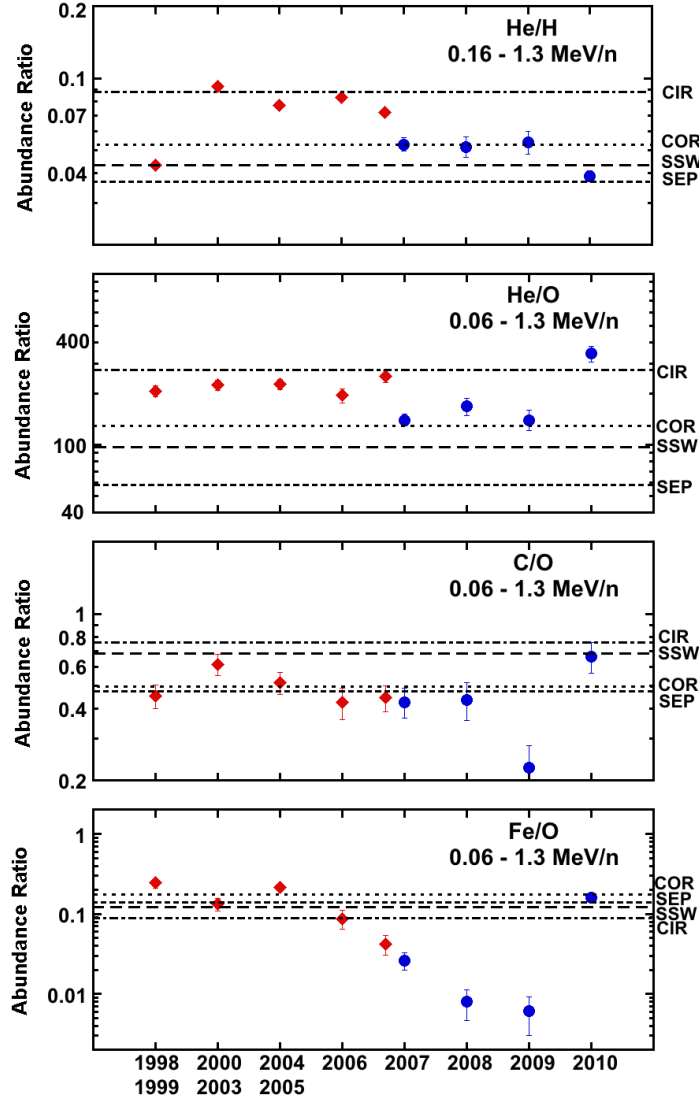 Abundance Ratio
0.2
0.1
0.07
0.04
He/H
0.16 - 1.3 MeV/n
CIR
COR
SSW
SEP
Abundance Ratio
400
100
40
He/O
0.06 - 1.3 MeV/n
CIR
COR
SSW
SEP
Abundance Ratio
1
0.8
0.6
0.4
0.2
C/O
0.06 - 1.3 MeV/n
CIR
SSW
COR
SEP
Abundance Ratio
1
0.1
0.01
Fe/O
0.06 - 1.3 MeV/n
COR
SEP
SSW
CIR
1998 2000 2004 2006 2007 2008 2009 2010
1999 2003 2005